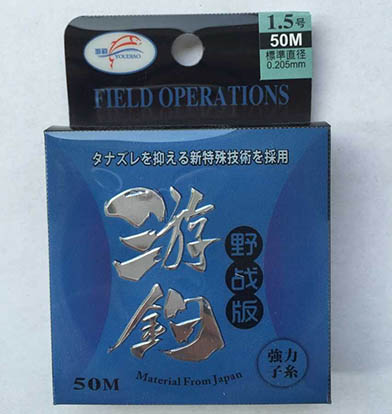 1.5号
50M
標準直径
0.205mm
YOUDIAO
FIELD OPERATIONS
タナズレを抑える新特殊技術を採用
游釣
野战版
強力
子糸
50M
Material From Japan